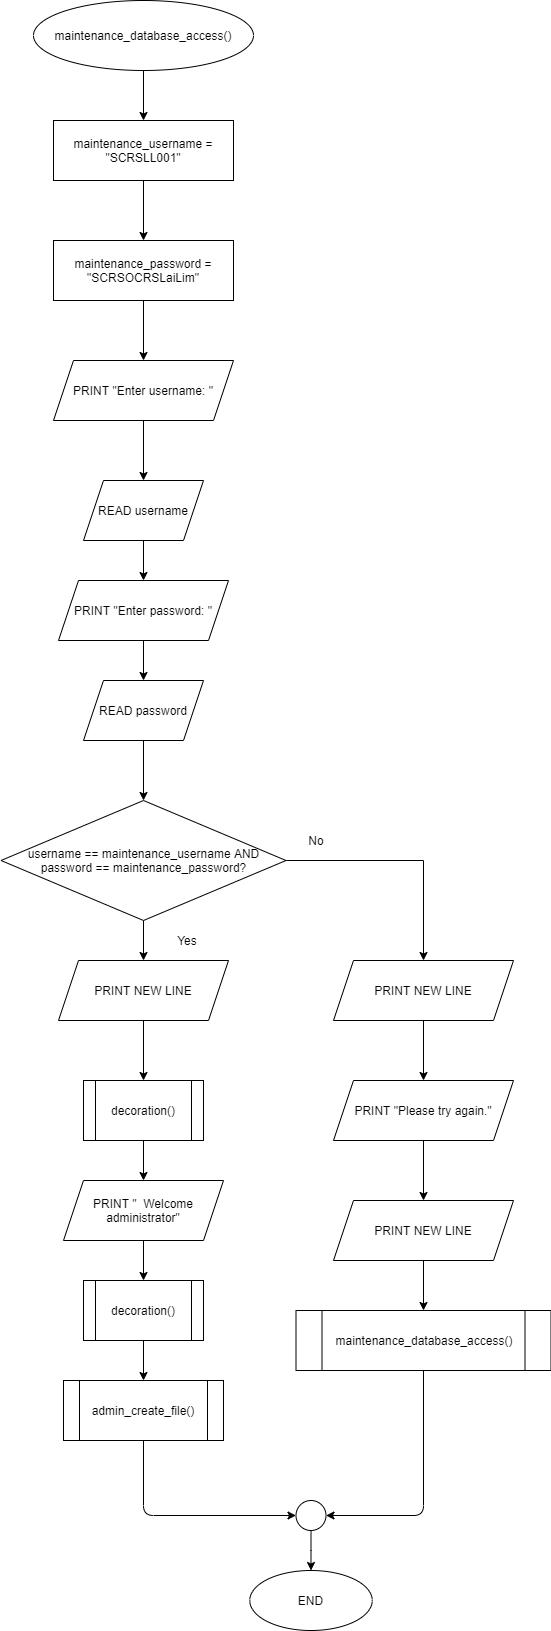 maintenance_database_access()
maintenance_username =
"SCRSLL001"
maintenance_password =
"SCRSOCRSLaiLim"
PRINT "Enter username: "
READ username
PRINT "Enter password: "
READ password
username == maintenance_username AND
password == maintenance_password?
No
Yes
PRINT NEW LINE
PRINT NEW LINE
decoration()
PRINT "Please try again."
PRINT "  Welcome
administrator"
PRINT NEW LINE
decoration()
maintenance_database_access()
admin_create_file()
END